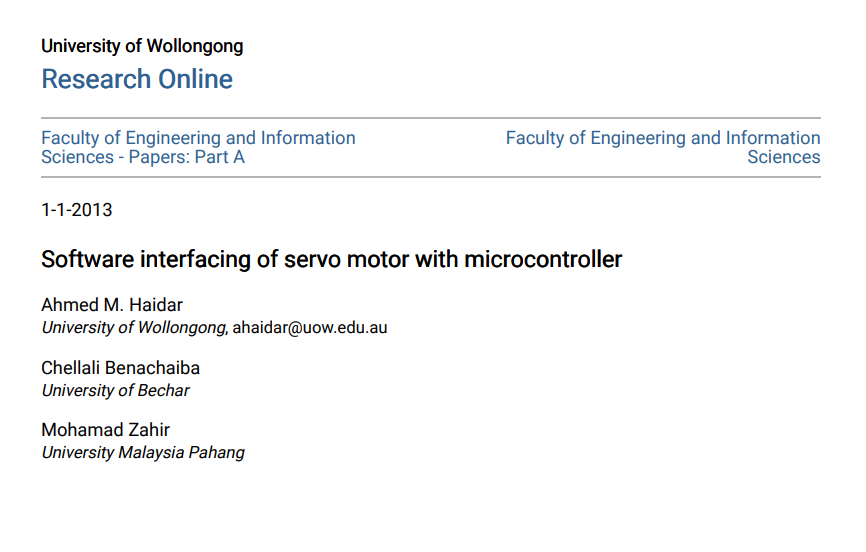 University of Wollongong
Research Online
Faculty of Engineering and Information
Sciences - Papers: Part A
Faculty of Engineering and Information
Sciences
1-1-2013
Software interfacing of servo motor with microcontroller
Ahmed M. Haidar
University of Wollongong, ahaidar@uow.edu.au
Chellali Benachaiba
University of Bechar
Mohamad Zahir
University Malaysia Pahang